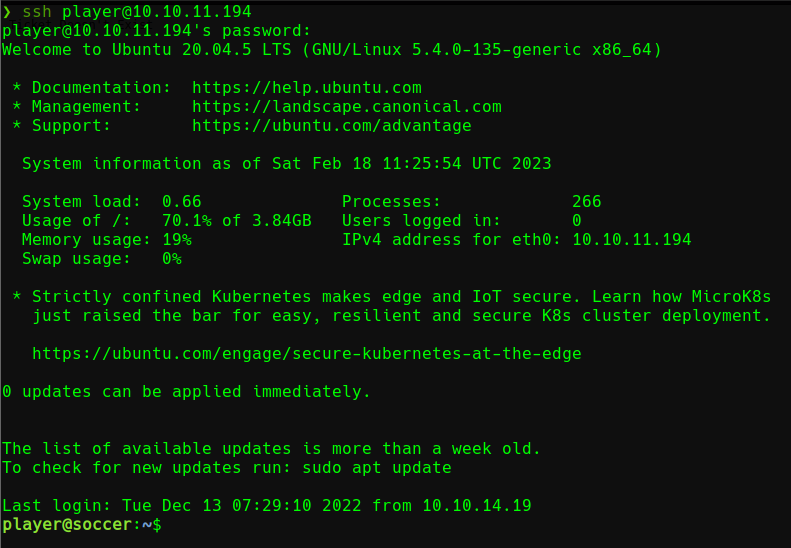 ❯ ssh player@10.10.11.194
player@10.10.11.194's password:
Welcome to Ubuntu 20.04.5 LTS (GNU/Linux 5.4.0-135-generic x86_64)

 * Documentation:  https://help.ubuntu.com
 * Management:     https://landscape.canonical.com
 * Support:        https://ubuntu.com/advantage

  System information as of Sat Feb 18 11:25:54 UTC 2023

  System load:  0.66              Processes:             266
  Usage of /:   70.1% of 3.84GB   Users logged in:       0
  Memory usage: 19%               IPv4 address for eth0: 10.10.11.194
  Swap usage:   0%

 * Strictly confined Kubernetes makes edge and IoT secure. Learn how MicroK8s
   just raised the bar for easy, resilient and secure K8s cluster deployment.

   https://ubuntu.com/engage/secure-kubernetes-at-the-edge

0 updates can be applied immediately.


The list of available updates is more than a week old.
To check for new updates run: sudo apt update

Last login: Tue Dec 13 07:29:10 2022 from 10.10.14.19
player@soccer:~$